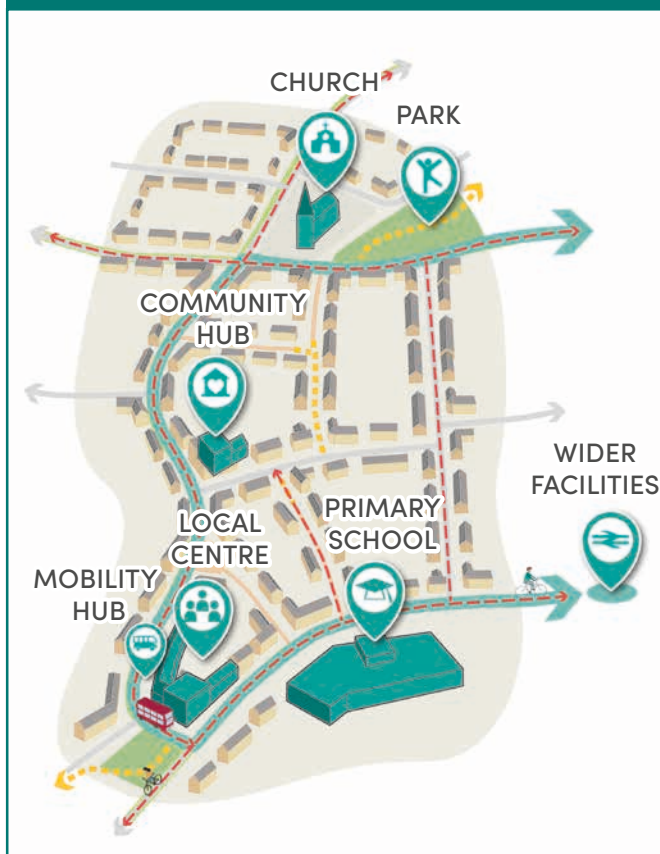 CHURCH
PARK
COMMUNITY
HUB
WIDER
FACILITIES
LOCAL
CENTRE
PRIMARY
SCHOOL
MOBILITY
HUB